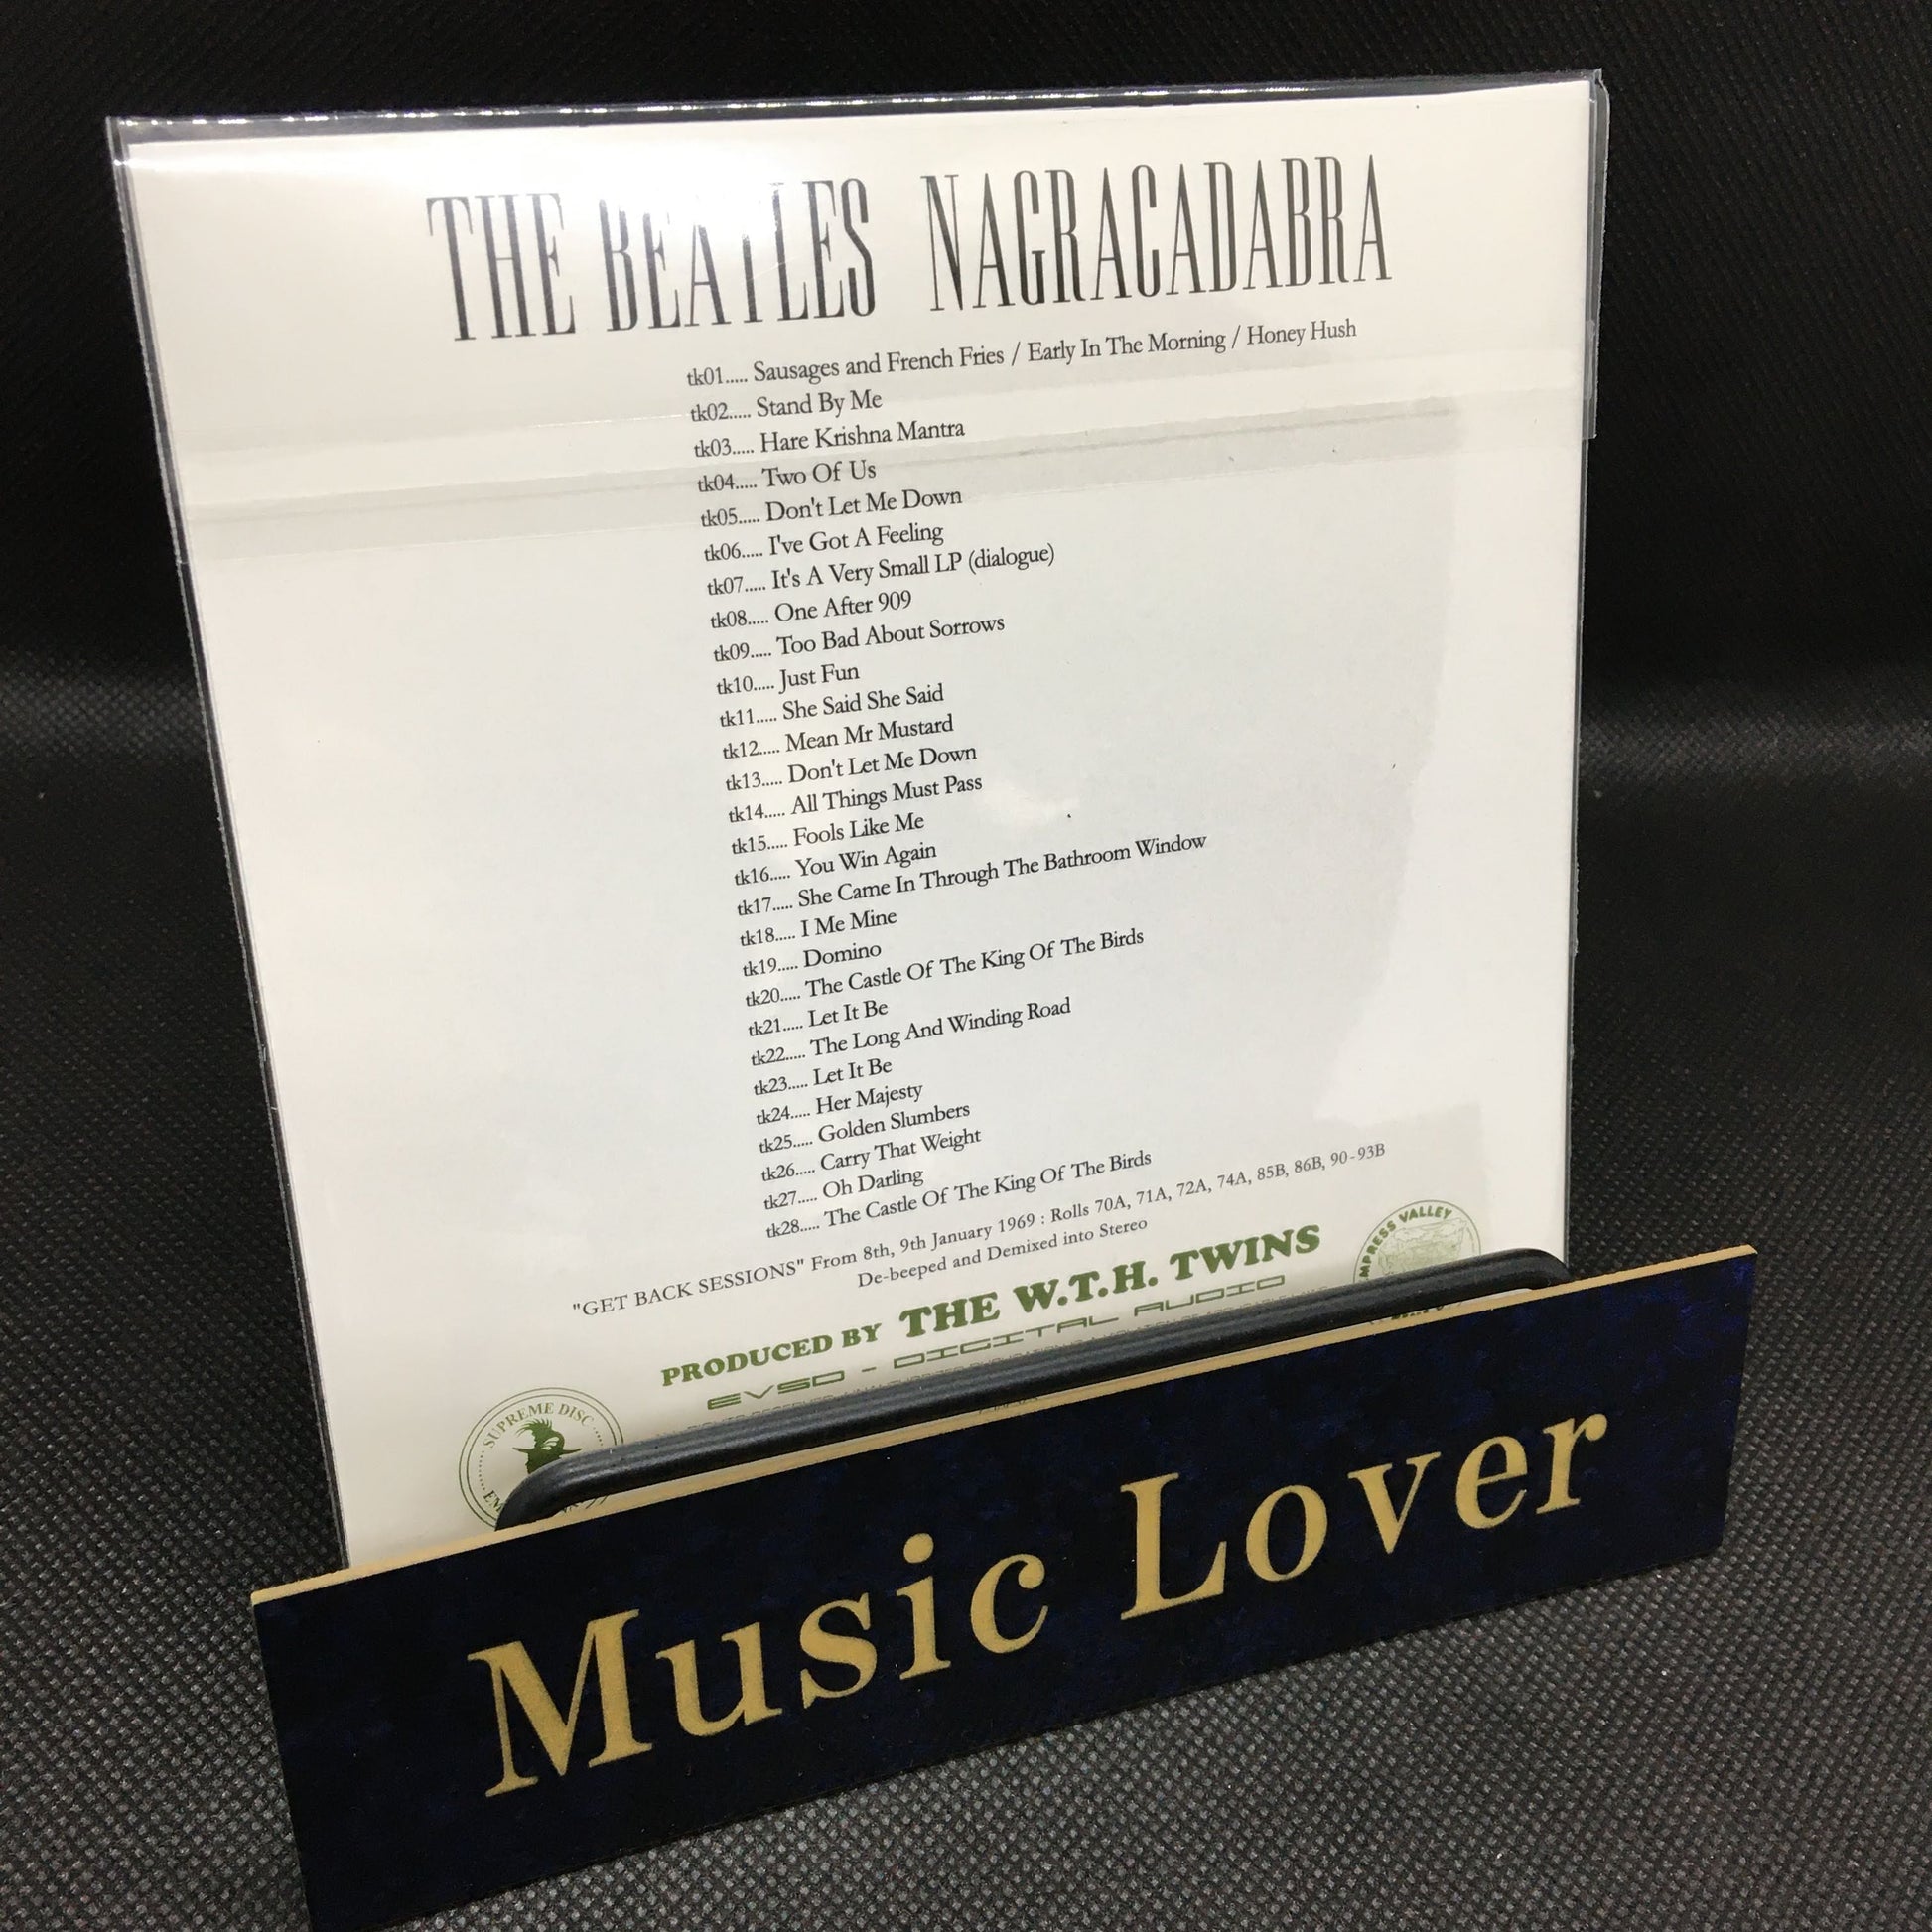 THE BEATLES NAGRACADABRA
tk01..... Sausages and French Fries / Early In The Morning / Honey Hush
tk02..... Stand By Me
tk03..... Hare Krishna Mantra
tk04..... Two Of Us
tk05..... Don't Let Me Down
tk06..... I've Got A Feeling
tk07..... It's A Very Small LP (dialogue)
tk08..... One After 909
tk09..... Too Bad About Sorrows
tk10..... Just Fun
tk11..... She Said She Said
tk12..... Mean Mr Mustard
tk13..... Don't Let Me Down
tk14..... All Things Must Pass
tk15..... Fools Like Me
tk16..... You Win Again
tk17..... She Came In Through The Bathroom Window
tk18..... I Me Mine
tk19..... Domino
tk20..... The Castle Of The King Of The Birds
tk21..... Let It Be
tk22..... The Long And Winding Road
tk23..... Let It Be
tk24..... Her Majesty
tk25..... Golden Slumbers
tk26..... Carry That Weight
tk27..... Oh Darling
tk28..... The Castle Of The King Of The Birds
"GET BACK SESSIONS" From 8th, 9th January 1969 : Rolls 70A, 71A, 72A, 74A, 85B, 86B, 90-93B
De-beeped and Demixed into Stereo
PRODUCED BY THE W.T.H. TWINS
EVSD - DIGITAL AUDIO
VALLEY
SUPREME DISC
Music Lover